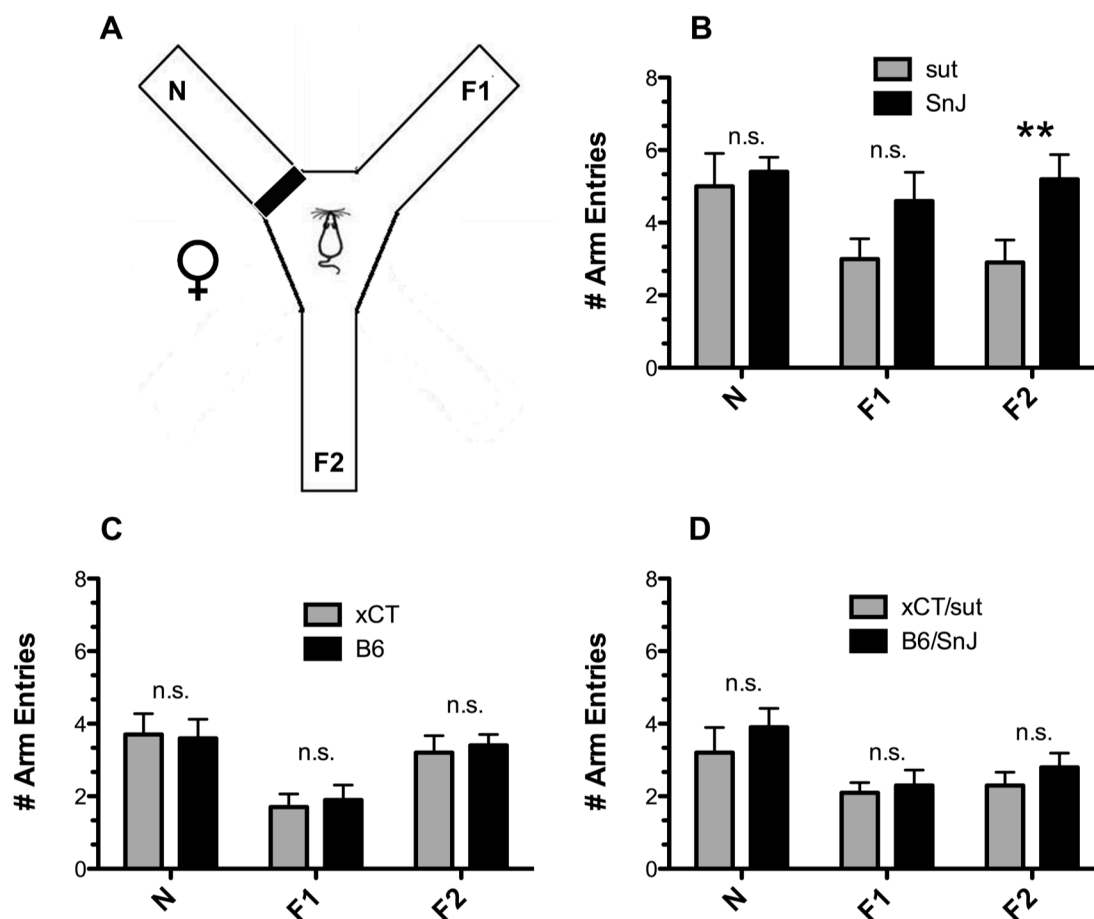 A
N
F1
F2
♀
B
sut
SnJ
# Arm Entries
8
6
4
2
0
n.s.
n.s.
**
N
F1
F2
C
xCT
B6
# Arm Entries
8
6
4
2
0
n.s.
n.s.
n.s.
N
F1
F2
D
xCT/sut
B6/SnJ
# Arm Entries
8
6
4
2
0
n.s.
n.s.
n.s.
N
F1
F2